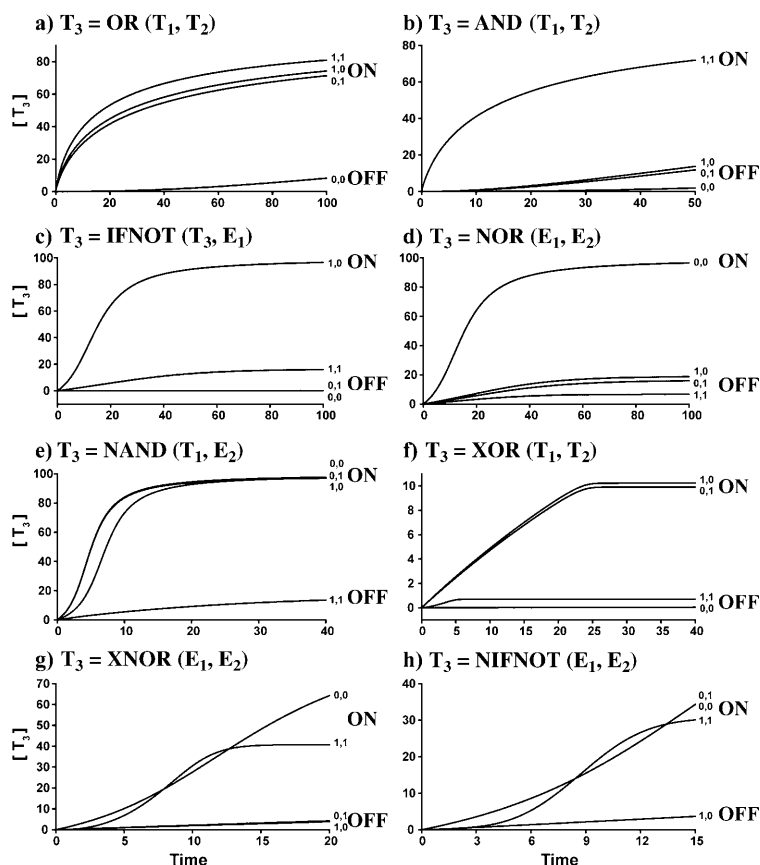 a) T3 = OR (T1, T2)
[ T3 ]
80
60
40
20
0
1,1
1,0
0,1
ON
0,0
OFF
0 20 40 60 80 100
b) T3 = AND (T1, T2)
80
60
40
20
0
1,1
ON
1,0
0,1
0,0
OFF
0 10 20 30 40 50
c) T3 = IFNOT (T3, E1)
[ T3 ]
100
80
60
40
20
0
1,0
ON
1,1
0,1
0,0
OFF
0 20 40 60 80 100
d) T3 = NOR (E1, E2)
100
80
60
40
20
0
0,0
ON
1,0
0,1
1,1
OFF
0 20 40 60 80 100
e) T3 = NAND (T1, E2)
[ T3 ]
100
80
60
40
20
0
0,0
0,1
1,0
ON
1,1
OFF
0 10 20 30 40
f) T3 = XOR (T1, T2)
10
8
6
4
2
0
1,0
0,1
ON
1,1
0,0
OFF
0 5 10 15 20 25 30 35 40
g) T3 = XNOR (E1, E2)
[ T3 ]
70
60
50
40
30
20
10
0
0,0
ON
1,1
0,1
1,0
OFF
0 5 10 15 20
Time
h) T3 = NIFNOT (E1, E2)
40
30
20
10
0
0,1
0,0
1,1
ON
1,0
OFF
0 3 6 9 12 15
Time